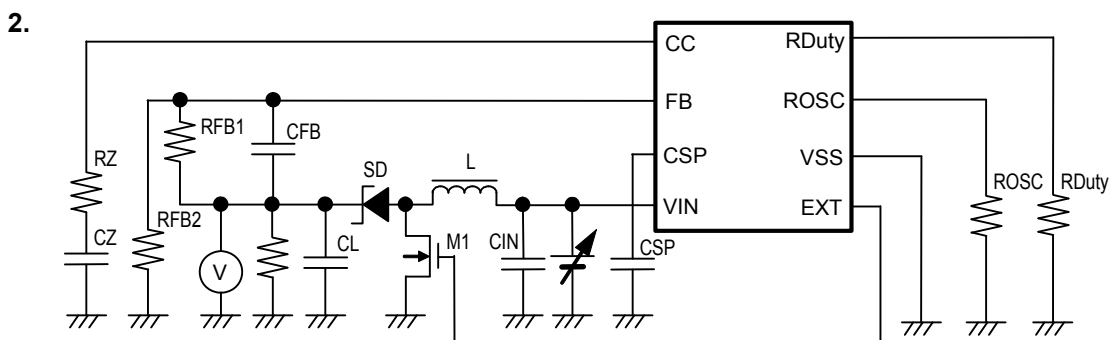 2.
CC
RDuty
FB
ROSC
CSP
VSS
VIN
EXT
RFB1
CFB
RZ
SD
L
ROSC
RDuty
RFB2
CZ
V
CL
M1
CIN
CSP